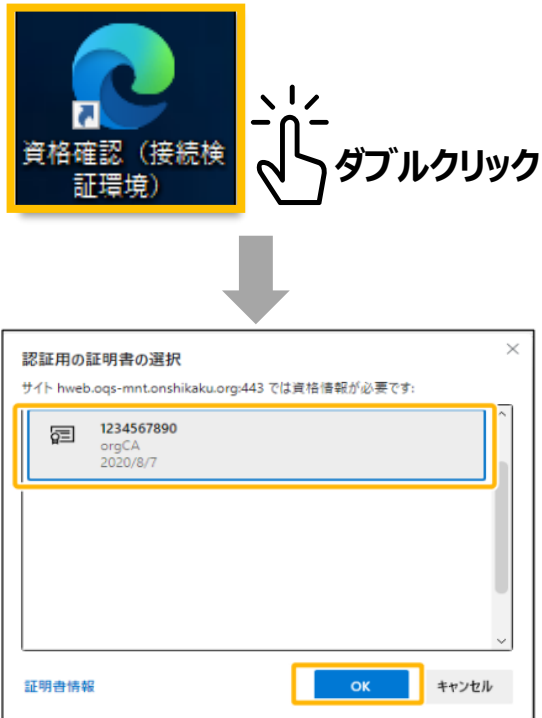 資格確認（接続検
証環境）
ダブルクリック
認証用の証明書の選択
サイト hweb.oqs-mnt.onshikaku.org:443 では資格情報が必要です:
1234567890
orgCA
2020/8/7
証明書情報
OK
キャンセル